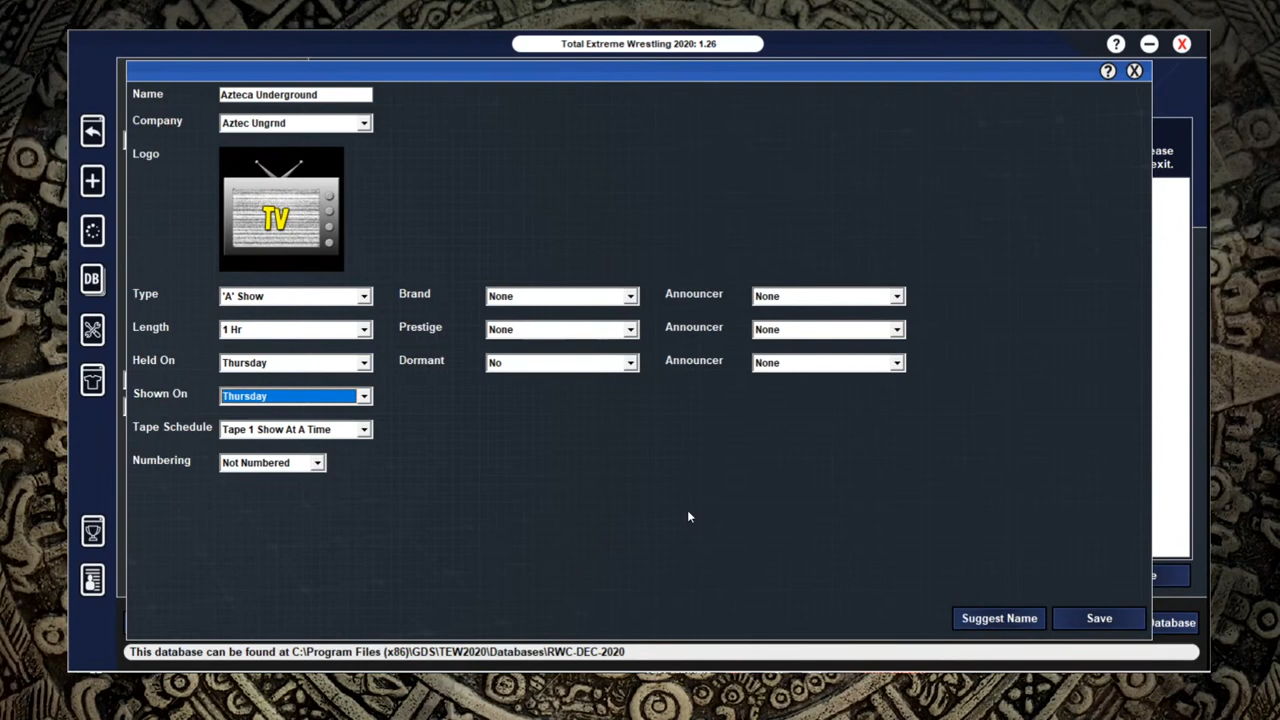 Total Extreme Wrestling 2020: 1.26
?
X
? X
Name Azteca Underground
Company Aztec Ungrnd
Logo
TV
ease
exit.
DB
Type 'A' Show Brand None Announcer None
Length 1 Hr Prestige None Announcer None
Held On Thursday Dormant No Announcer None
Shown On Thursday
Tape Schedule Tape 1 Show At A Time
Numbering Not Numbered
e
Suggest Name Save
atabase
This database can be found at C:\Program Files (x86)\GDS\TEW2020\Databases\RWC-DEC-2020